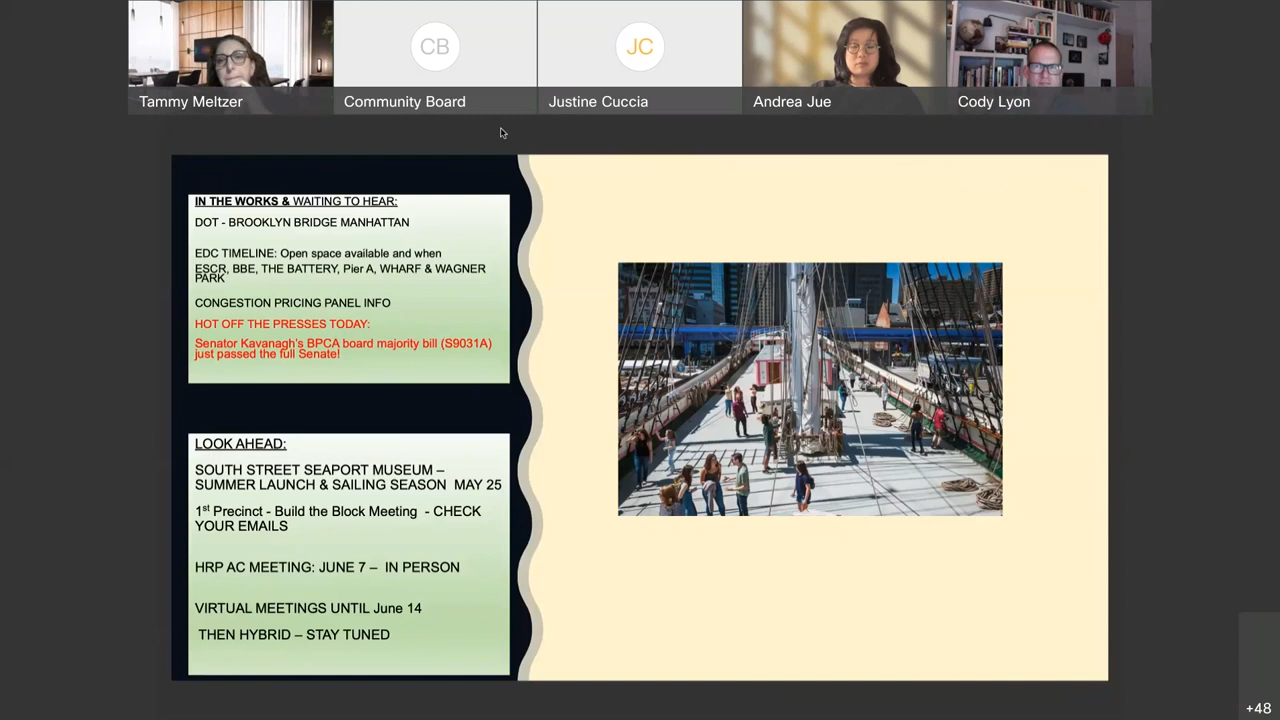 CB
JC
Tammy Meltzer
Community Board
Justine Cuccia
Andrea Jue
Cody Lyon
IN THE WORKS & WAITING TO HEAR:
DOT - BROOKLYN BRIDGE MANHATTAN
EDC TIMELINE: Open space available and when
ESCR, BBE, THE BATTERY, Pier A, WHARF & WAGNER
PARK
CONGESTION PRICING PANEL INFO
HOT OFF THE PRESSES TODAY:
Senator Kavanagh's BPCA board majority bill (S9031A)
just passed the full Senate!
LOOK AHEAD:
SOUTH STREET SEAPORT MUSEUM –
SUMMER LAUNCH & SAILING SEASON MAY 25
1st Precinct - Build the Block Meeting - CHECK
YOUR EMAILS
HRP AC MEETING: JUNE 7 – IN PERSON
VIRTUAL MEETINGS UNTIL June 14
THEN HYBRID – STAY TUNED
+48